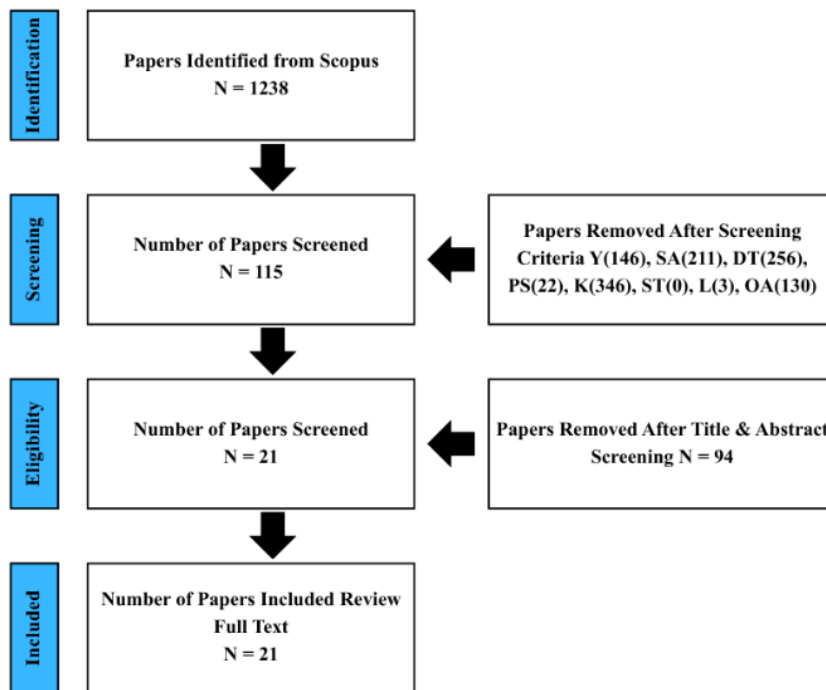 Identification
Papers Identified from Scopus
N = 1238
Screening
Number of Papers Screened
N = 115
Papers Removed After Screening
Criteria Y(146), SA(211), DT(256),
PS(22), K(346), ST(0), L(3), OA(130)
Eligibility
Number of Papers Screened
N = 21
Papers Removed After Title & Abstract
Screening N = 94
Included
Number of Papers Included Review
Full Text
N = 21